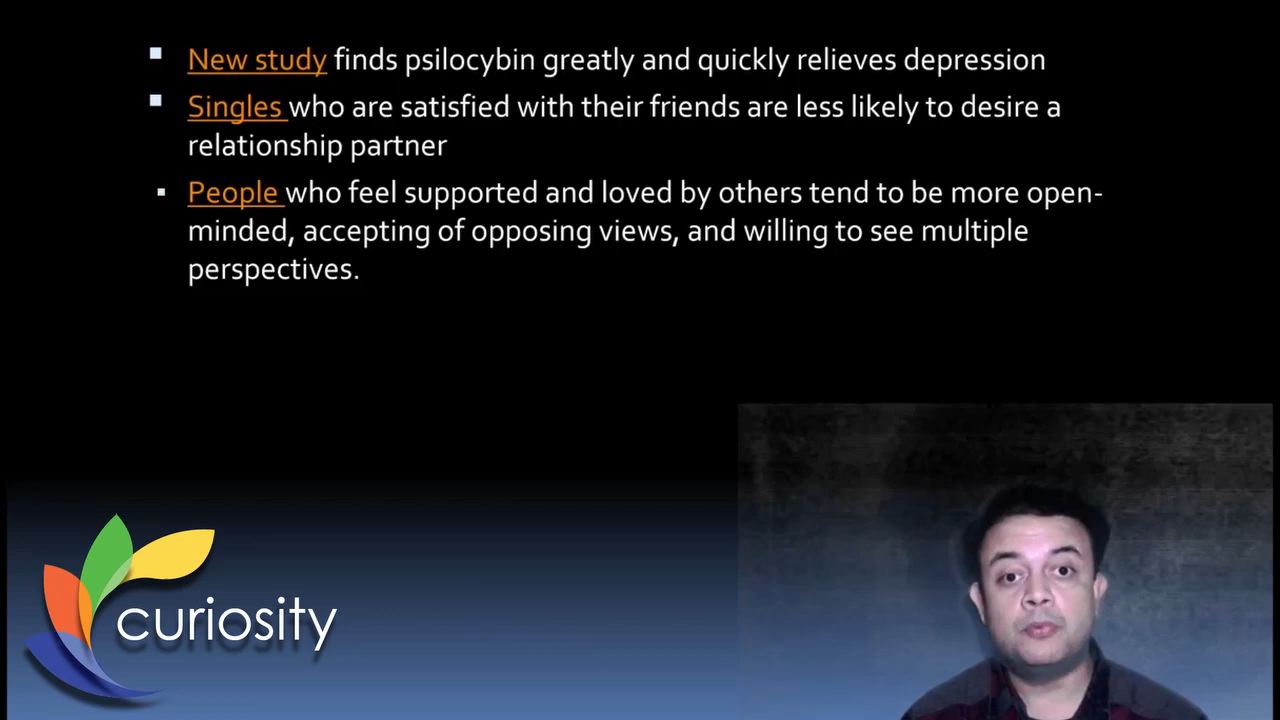 New study finds psilocybin greatly and quickly relieves depression
Singles who are satisfied with their friends are less likely to desire a
relationship partner
People who feel supported and loved by others tend to be more open-
minded, accepting of opposing views, and willing to see multiple
perspectives.
curiosity